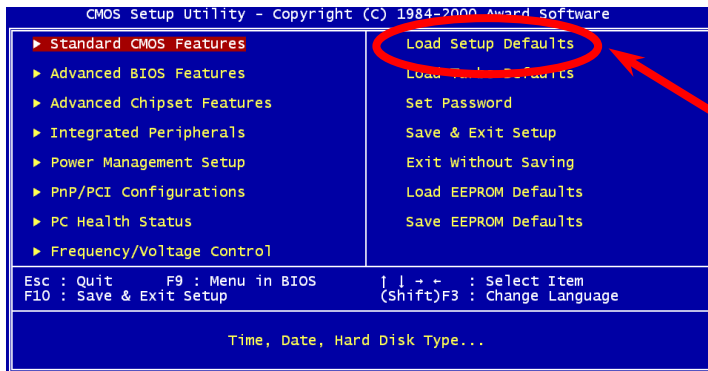 CMOS Setup Utility - Copyright (C) 1984-2000 Award Software
▶ Standard CMOS Features
▶ Advanced BIOS Features
▶ Advanced Chipset Features
▶ Integrated Peripherals
▶ Power Management Setup
▶ PnP/PCI Configurations
▶ PC Health Status
▶ Frequency/Voltage Control
Load Setup Defaults
Load Turbo Defaults
Set Password
Save & Exit Setup
Exit Without Saving
Load EEPROM Defaults
Save EEPROM Defaults
Esc : Quit F9 : Menu in BIOS ↑ ↓ → ← : Select Item
F10 : Save & Exit Setup (Shift)F3 : Change Language
Time, Date, Hard Disk Type...